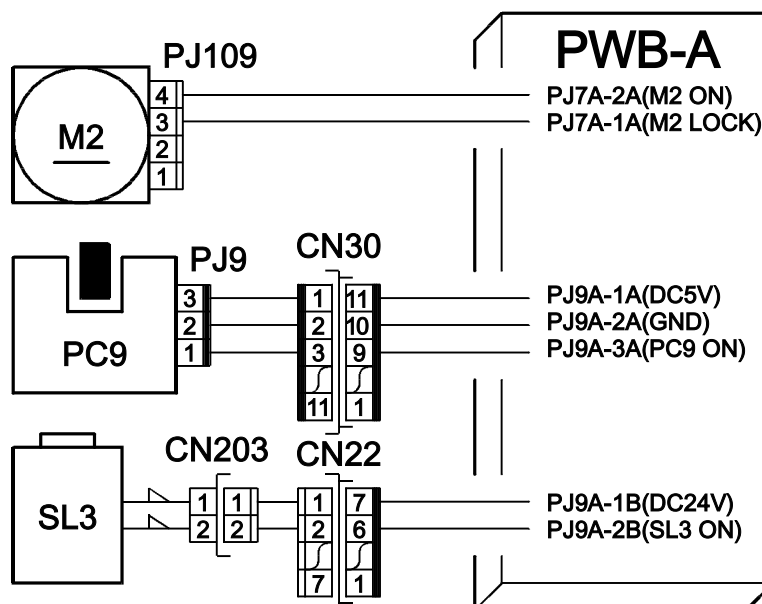 PWB-A
PJ109
M2
4
3
2
1
PJ7A-2A(M2 ON)
PJ7A-1A(M2 LOCK)
PC9
PJ9
3
2
1
CN30
1 11
2 10
3 9
11 1
PJ9A-1A(DC5V)
PJ9A-2A(GND)
PJ9A-3A(PC9 ON)
SL3
CN203
1 1
2 2
CN22
1 7
2 6
7 1
PJ9A-1B(DC24V)
PJ9A-2B(SL3 ON)